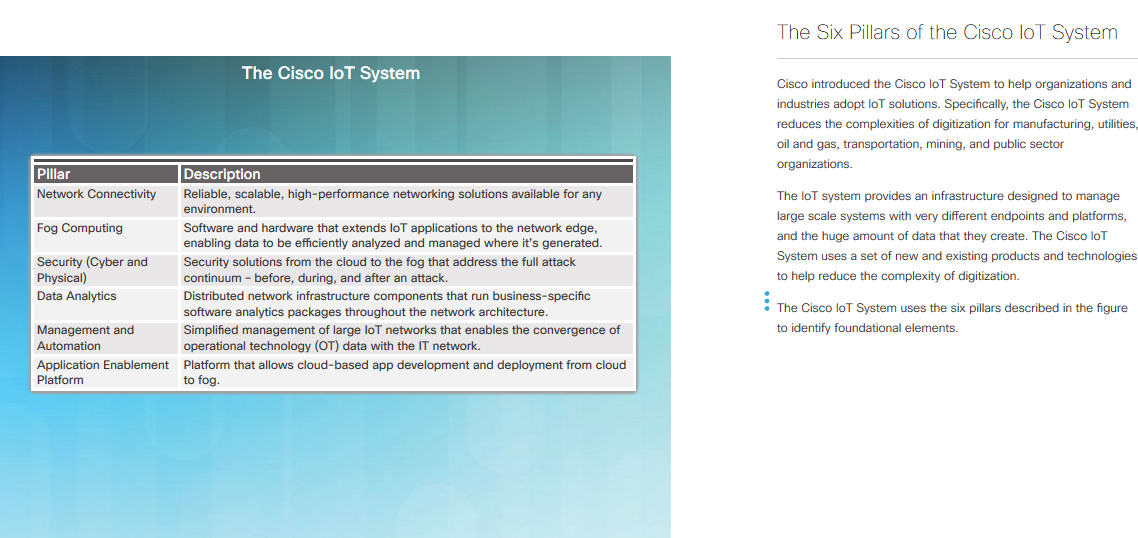 The Cisco IoT System
Pillar Description
Network Connectivity Reliable, scalable, high-performance networking solutions available for any
environment.
Fog Computing Software and hardware that extends IoT applications to the network edge,
enabling data to be efficiently analyzed and managed where it's generated.
Security (Cyber and Security solutions from the cloud to the fog that address the full attack
Physical) continuum – before, during, and after an attack.
Data Analytics Distributed network infrastructure components that run business-specific
software analytics packages throughout the network architecture.
Management and Simplified management of large IoT networks that enables the convergence of
Automation operational technology (OT) data with the IT network.
Application Enablement Platform that allows cloud-based app development and deployment from cloud
Platform to fog.
The Six Pillars of the Cisco IoT System
Cisco introduced the Cisco IoT System to help organizations and
industries adopt IoT solutions. Specifically, the Cisco IoT System
reduces the complexities of digitization for manufacturing, utilities,
oil and gas, transportation, mining, and public sector
organizations.
The IoT system provides an infrastructure designed to manage
large scale systems with very different endpoints and platforms,
and the huge amount of data that they create. The Cisco IoT
System uses a set of new and existing products and technologies
to help reduce the complexity of digitization.
The Cisco IoT System uses the six pillars described in the figure
to identify foundational elements.